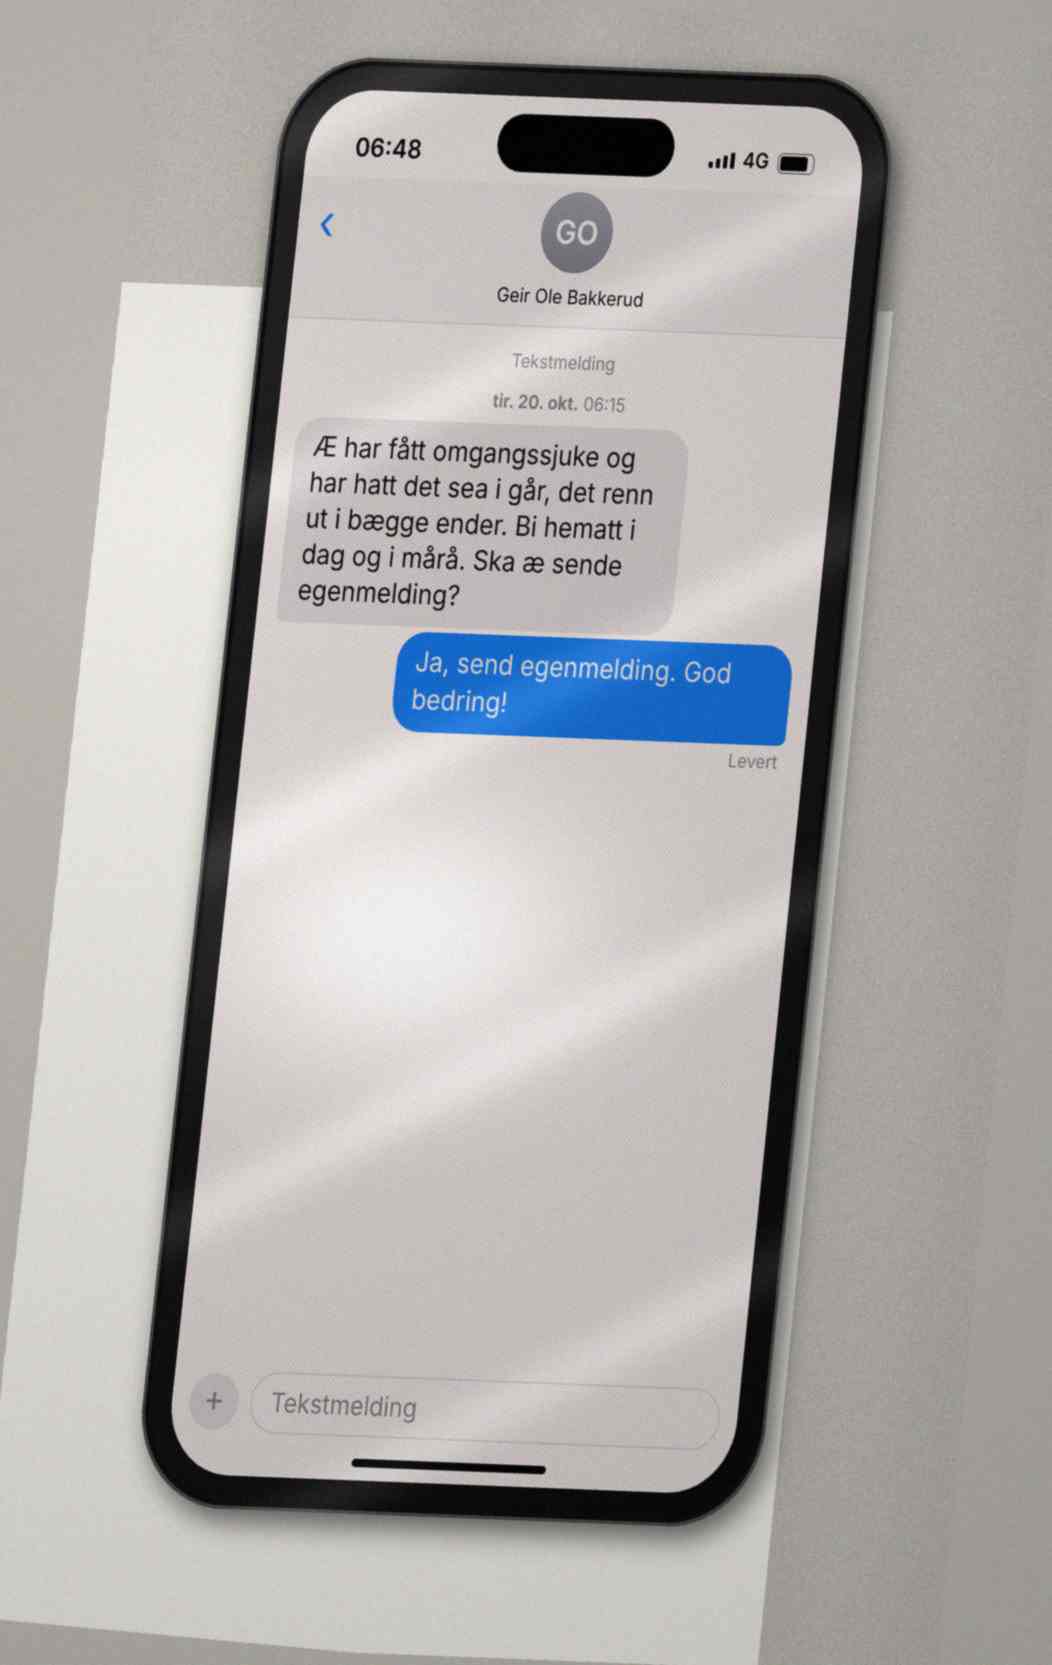 06:48
4G
GO
Geir Ole Bakkerud
Tekstmelding
tir. 20. okt. 06:15
Æ har fått omgangssjuke og
har hatt det sea i går, det renn
ut i bægge ender. Bi hematt i
dag og i mårå. Ska æ sende
egenmelding?
Ja, send egenmelding. God
bedring!
Levert
+
Tekstmelding